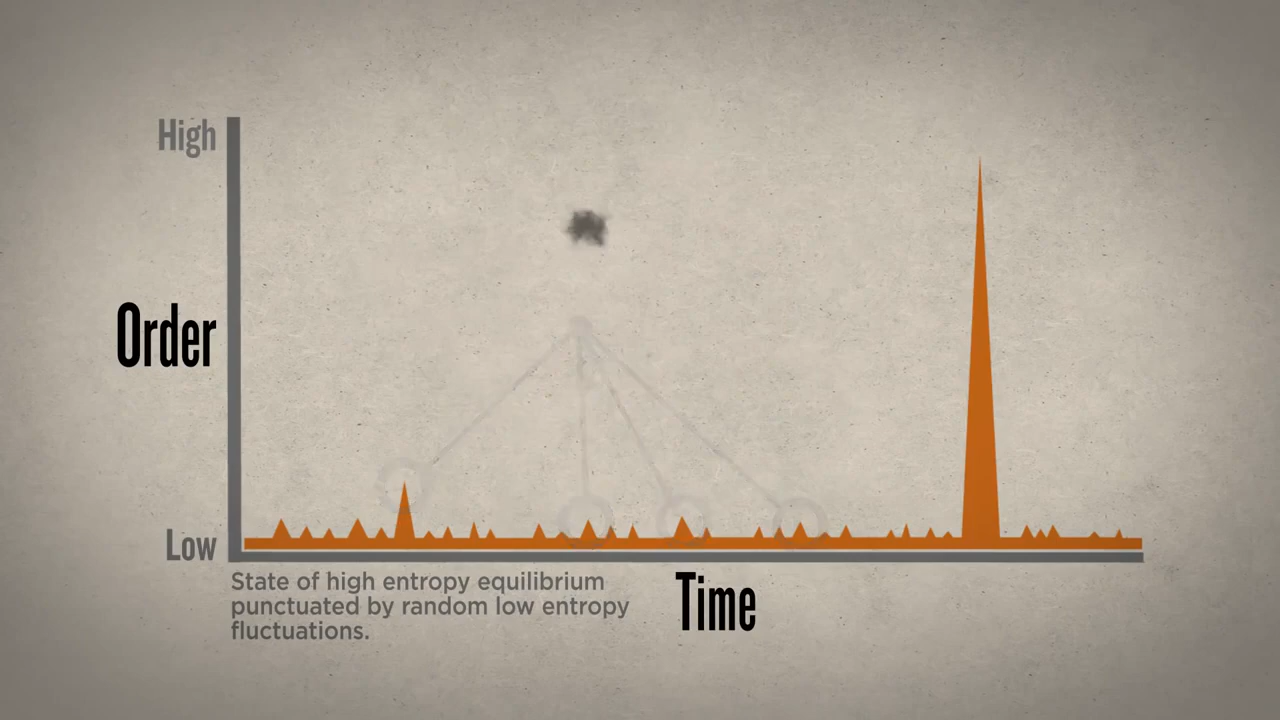 High
Order
Low
State of high entropy equilibrium
punctuated by random low entropy
fluctuations.
Time